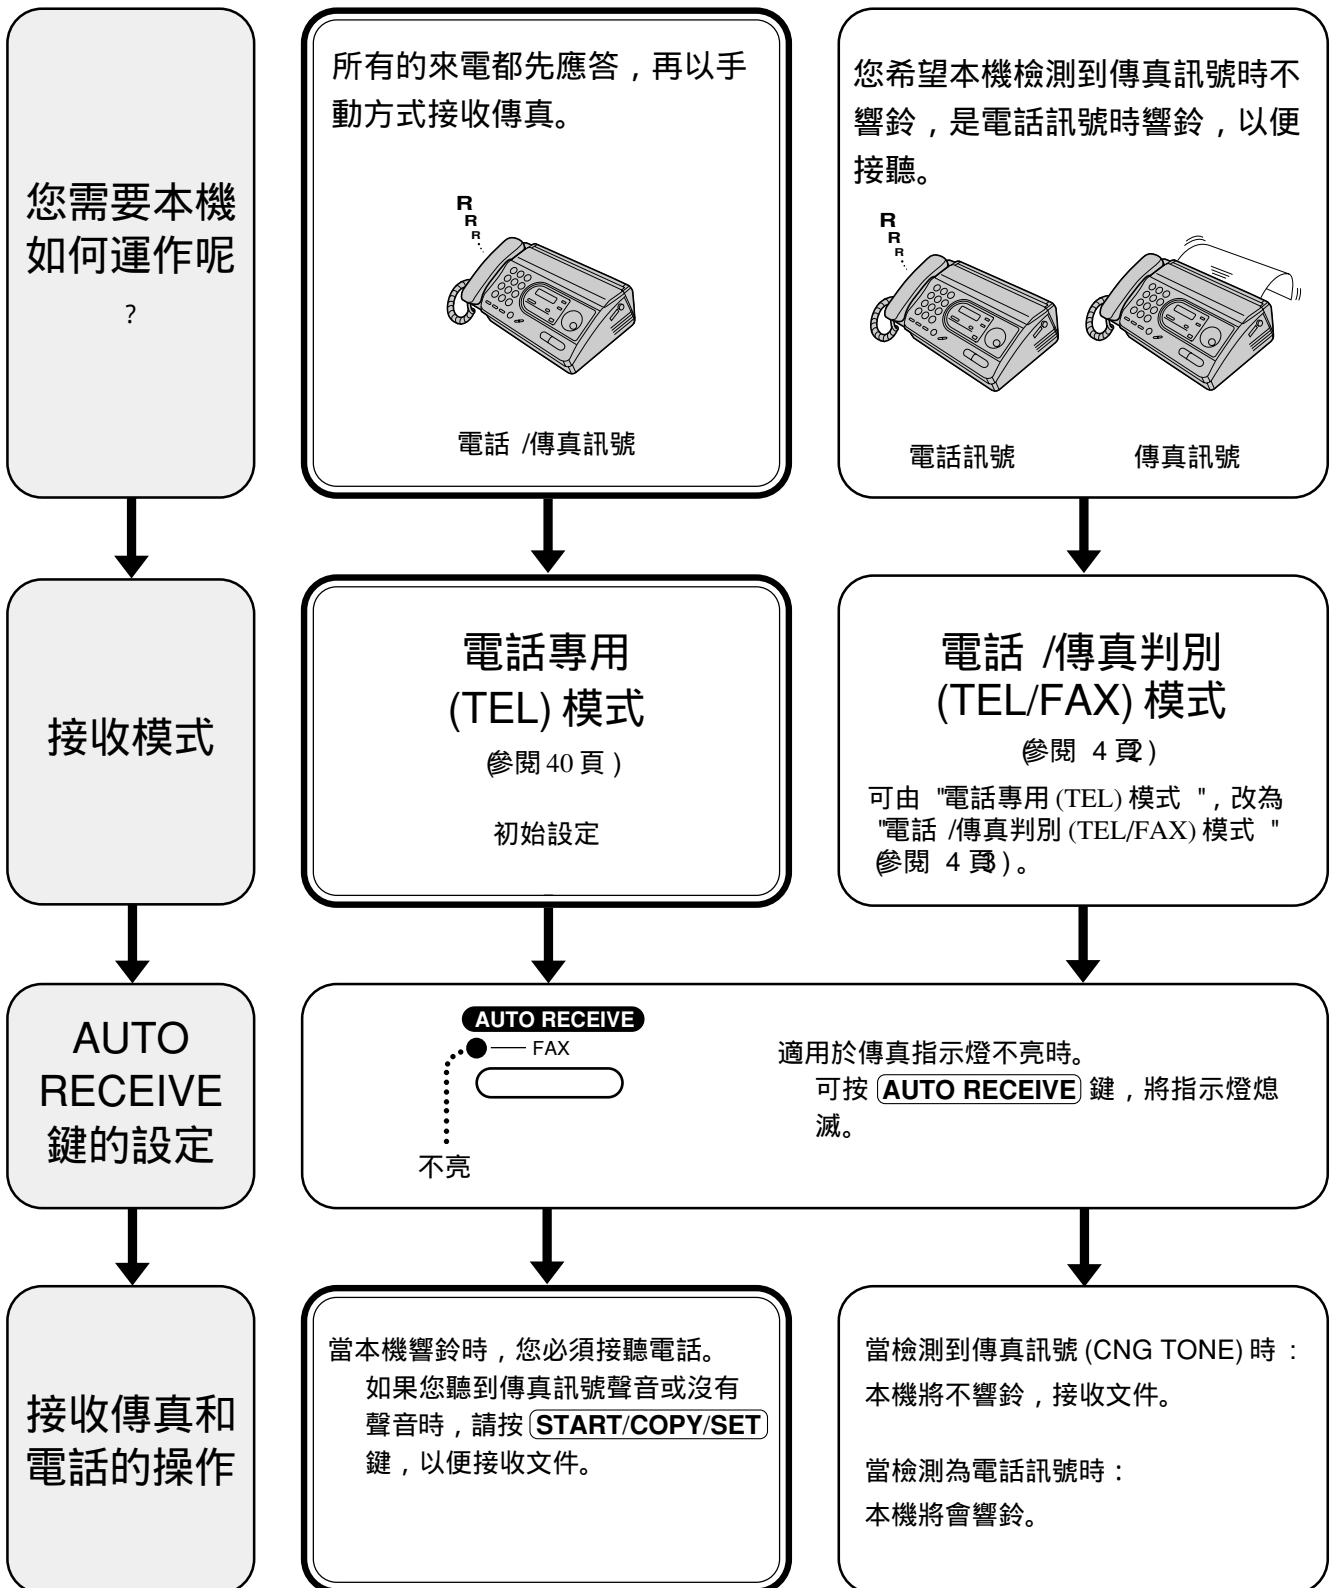 您需要本機
如何運作呢
?
所有的來電都先應答，再以手
動方式接收傳真。
R
R
R
電話 /傳真訊號
您希望本機檢測到傳真訊號時不
響鈴，是電話訊號時響鈴，以便
接聽。
R
R
R
電話訊號
傳真訊號
接收模式
電話專用
(TEL) 模式
(參閱 40 頁)
初始設定
電話 /傳真判別
(TEL/FAX) 模式
(參閱 42頁)
可由 "電話專用 (TEL) 模式 "，改為
"電話 /傳真判別 (TEL/FAX) 模式 "
(參閱 43頁)。
AUTO
RECEIVE
鍵的設定
AUTO RECEIVE
FAX
不亮
適用於傳真指示燈不亮時。
可按 AUTO RECEIVE 鍵，將指示燈熄
滅。
接收傳真和
電話的操作
當本機響鈴時，您必須接聽電話。
如果您聽到傳真訊號聲音或沒有
聲音時，請按 START/COPY/SET
鍵，以便接收文件。
當檢測到傳真訊號 (CNG TONE) 時：
本機將不響鈴，接收文件。
當檢測為電話訊號時：
本機將會響鈴。